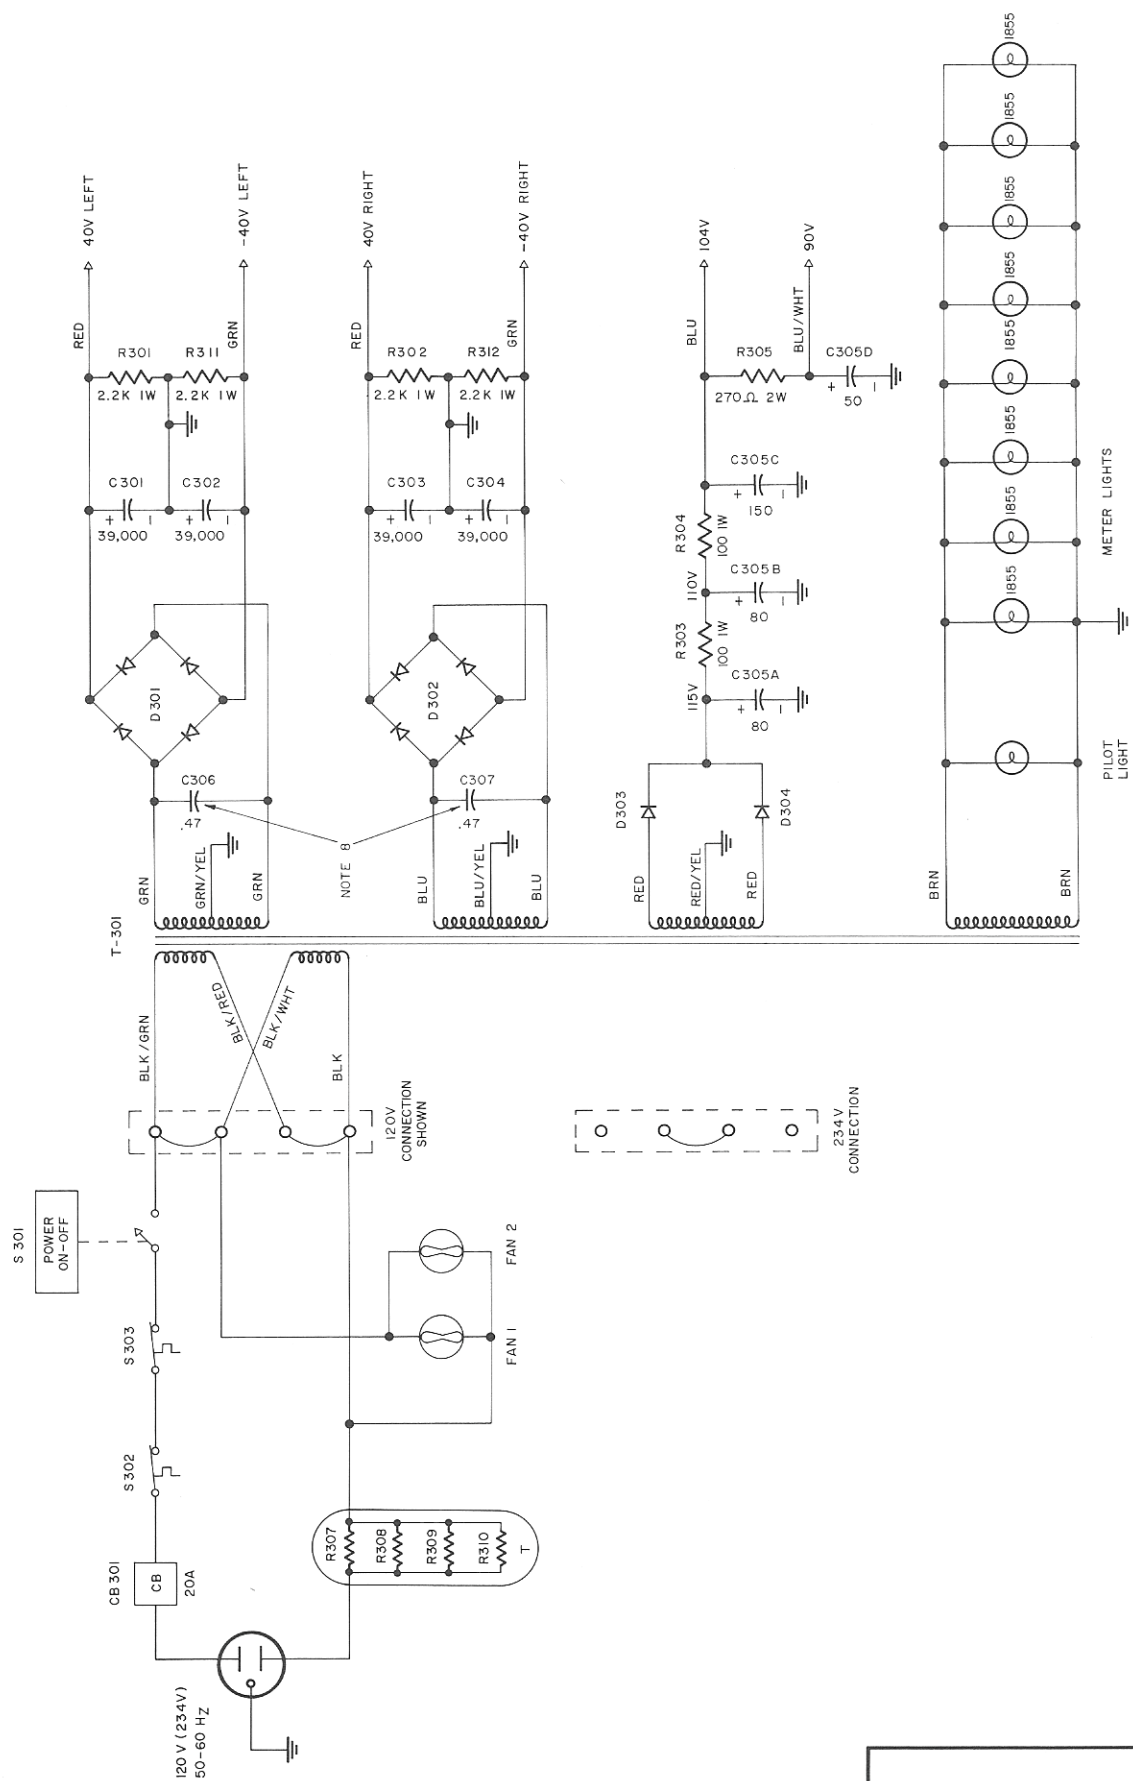 120V (234V)
50-60 HZ
CB301
CB
20A
S302
S303
S 301
POWER
ON-OFF
R307
R308
R309
R310
T
FAN 1
FAN 2
120V
CONNECTION
SHOWN
234V
CONNECTION
BLK/GRN
BLK/RED
BLK/WHT
BLK
T-301
GRN
GRN/YEL
GRN
C306
.47
NOTE 8
D301
C301
+
-
39,000
C302
+
-
39,000
R301
2.2K 1W
R311
2.2K 1W
RED
40V LEFT
GRN
-40V LEFT
BLU
BLU/YEL
BLU
C307
.47
D302
C303
+
-
39,000
C304
+
-
39,000
R302
2.2K 1W
R312
2.2K 1W
RED
40V RIGHT
GRN
-40V RIGHT
RED
RED/YEL
RED
D303
D304
115V
C305A
+
-
80
R303
100 1W
110V
C305B
+
-
80
R304
100 1W
C305C
+
-
150
R305
270Ω 2W
BLU
104V
BLU/WHT
90V
C305D
+
-
50
BRN
BRN
PILOT
LIGHT
METER LIGHTS
1855
1855
1855
1855
1855
1855
1855
1855